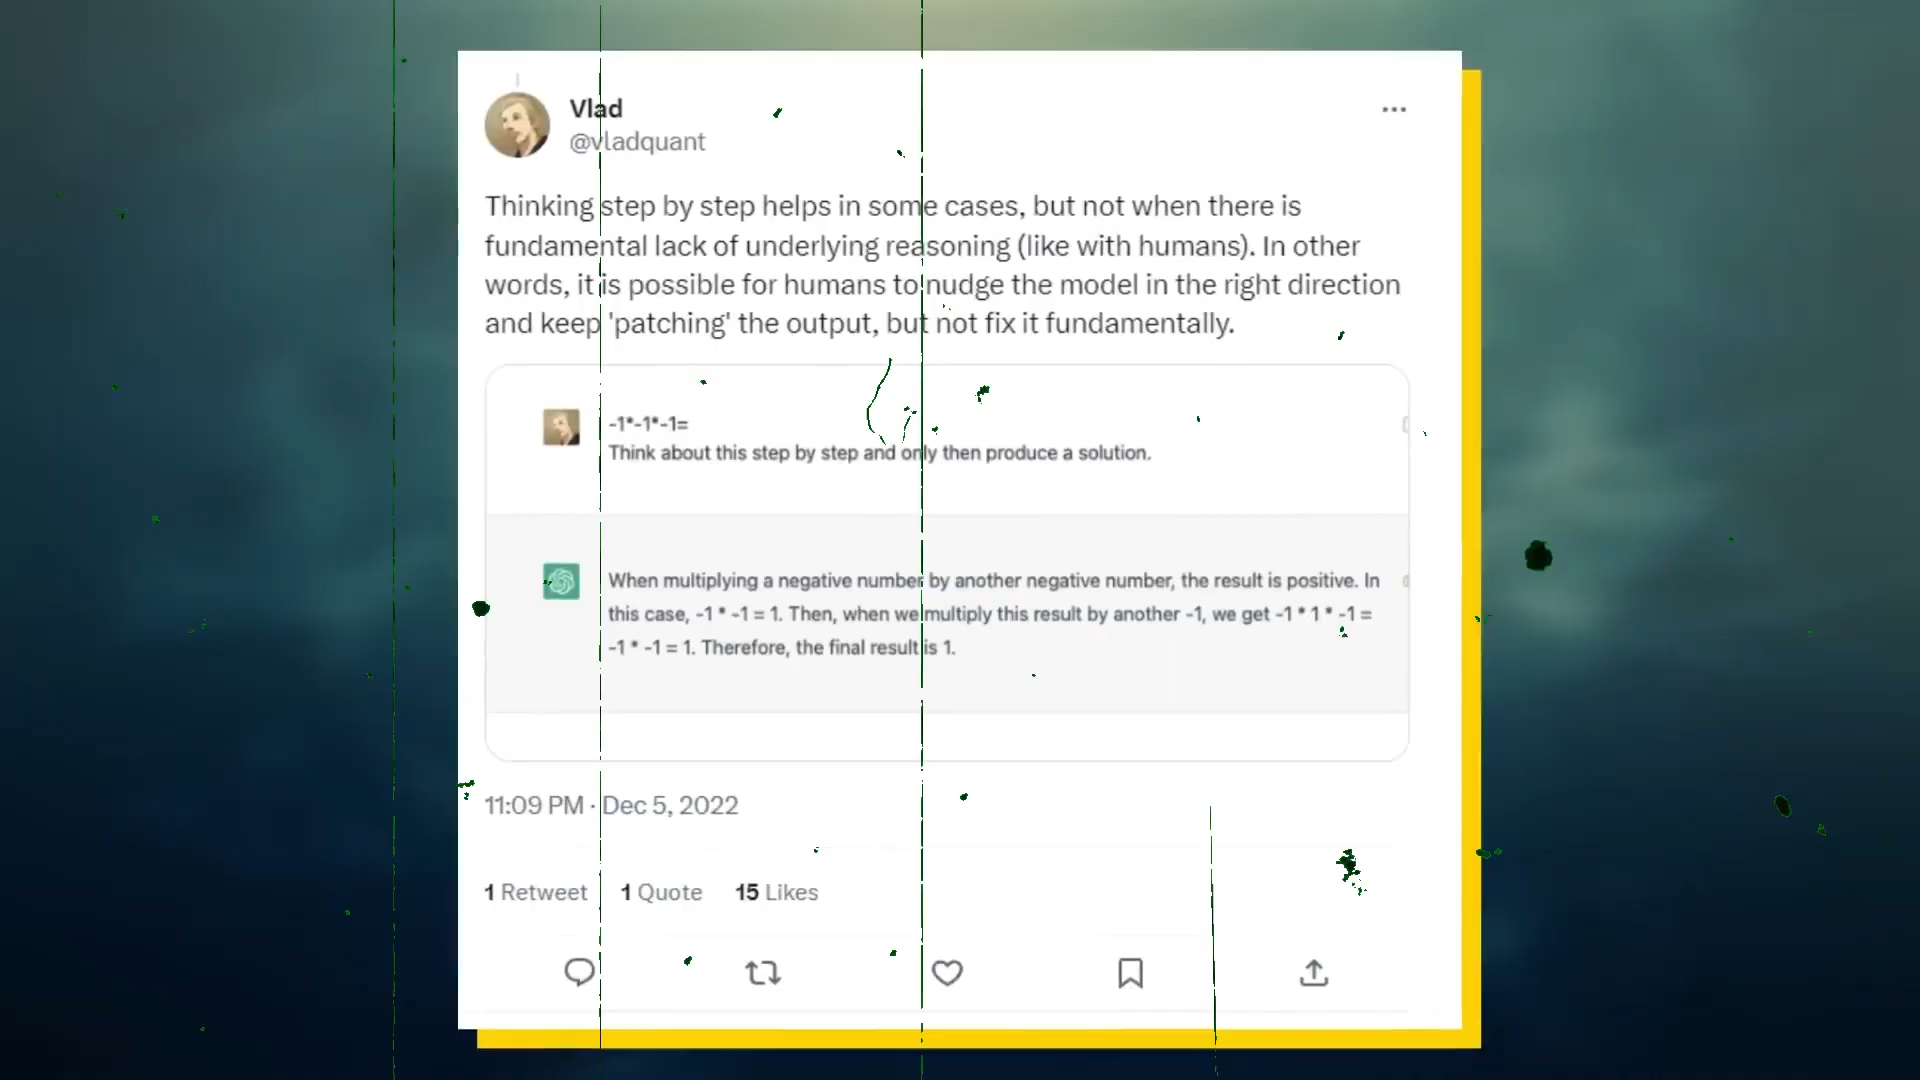 Vlad
@vladquant
Thinking step by step helps in some cases, but not when there is
fundamental lack of underlying reasoning (like with humans). In other
words, it is possible for humans to nudge the model in the right direction
and keep 'patching' the output, but not fix it fundamentally.
-1*-1*-1=
Think about this step by step and only then produce a solution.
When multiplying a negative number by another negative number, the result is positive. In
this case, -1 * -1 = 1. Then, when we multiply this result by another -1, we get -1 * 1 * -1 =
-1 * -1 = 1. Therefore, the final result is 1.
11:09 PM · Dec 5, 2022
1 Retweet 1 Quote 15 Likes